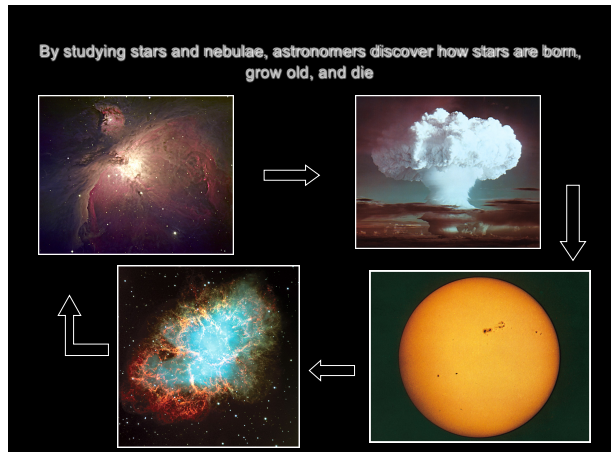 By studying stars and nebulae, astronomers discover how stars are born,
grow old, and die